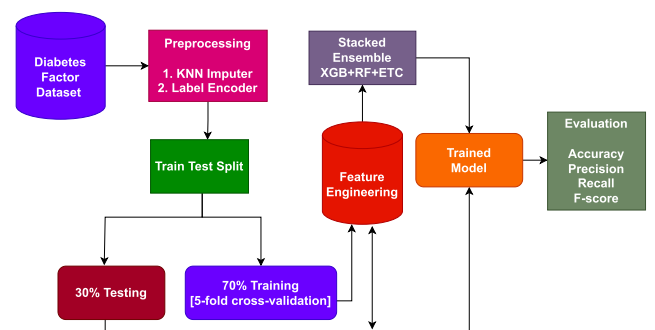 Diabetes
Factor
Dataset
Preprocessing
1. KNN Imputer
2. Label Encoder
Train Test Split
30% Testing
70% Training
[5-fold cross-validation]
Feature
Engineering
Stacked
Ensemble
XGB+RF+ETC
Trained
Model
Evaluation
Accuracy
Precision
Recall
F-score